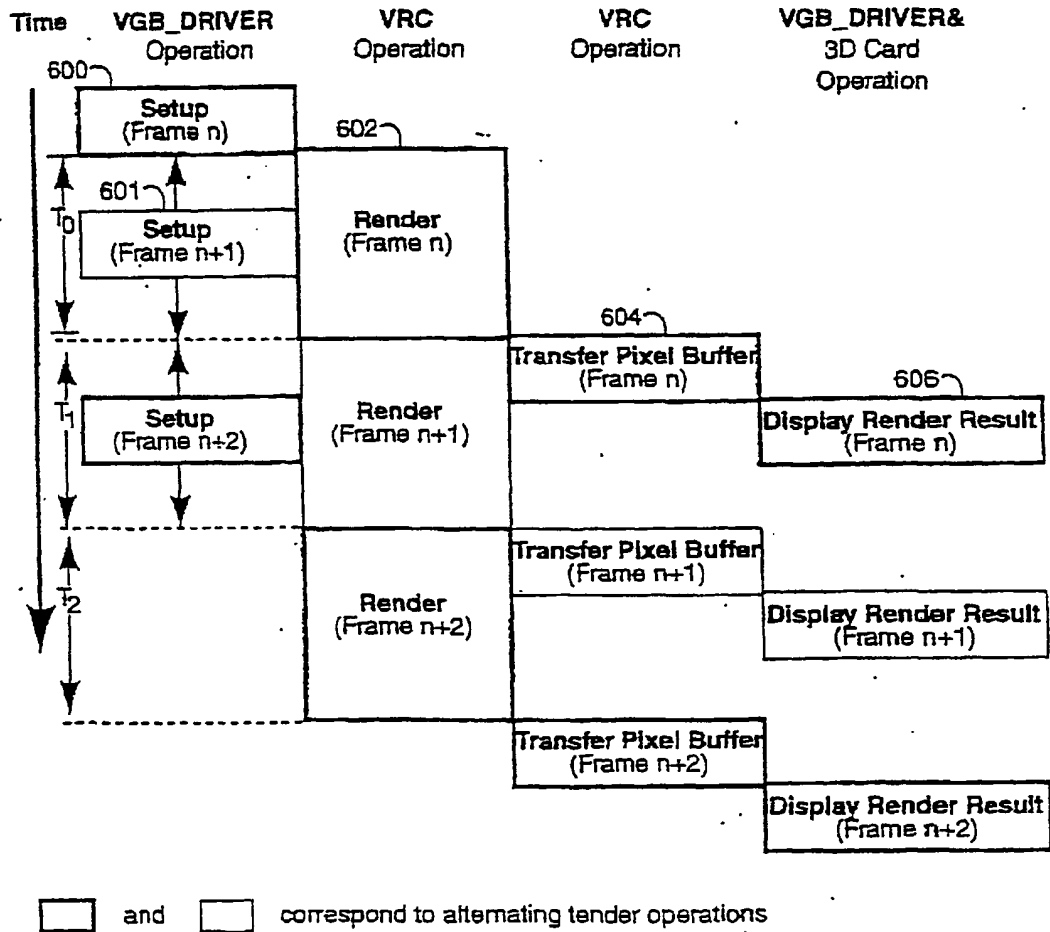 Time
VGB_DRIVER
Operation
VRC
Operation
VRC
Operation
VGB_DRIVER&
3D Card
Operation
600
Setup
(Frame n)
602
T0
601
Setup
(Frame n+1)
Render
(Frame n)
604
Transfer Pixel Buffer
(Frame n)
606
T1
Setup
(Frame n+2)
Render
(Frame n+1)
Display Render Result
(Frame n)
T2
Render
(Frame n+2)
Transfer Pixel Buffer
(Frame n+1)
Display Render Result
(Frame n+1)
Transfer Pixel Buffer
(Frame n+2)
Display Render Result
(Frame n+2)
and
correspond to alternating tender operations